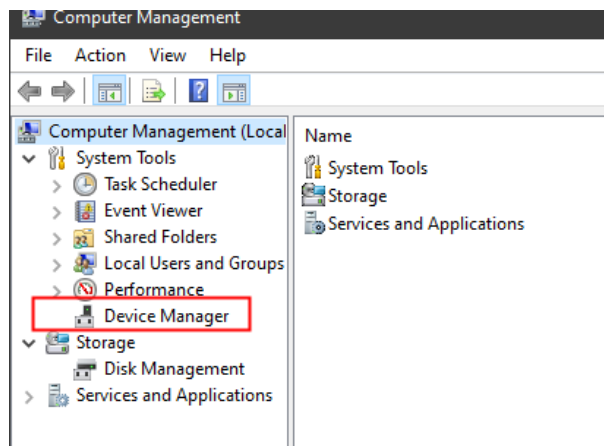 Computer Management
File Action View Help
Computer Management (Local
System Tools
Task Scheduler
Event Viewer
Shared Folders
Local Users and Groups
Performance
Device Manager
Storage
Disk Management
Services and Applications
Name
System Tools
Storage
Services and Applications